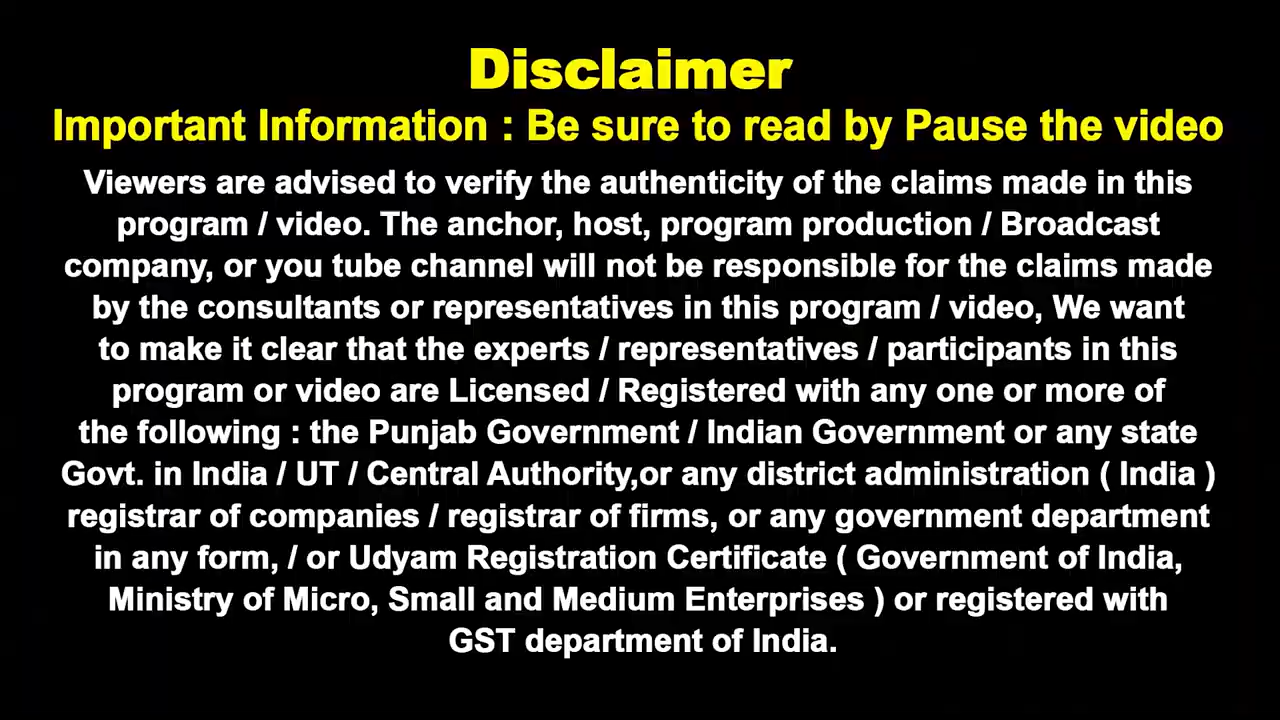 Disclaimer
Important Information : Be sure to read by Pause the video
Viewers are advised to verify the authenticity of the claims made in this
program / video. The anchor, host, program production / Broadcast
company, or you tube channel will not be responsible for the claims made
by the consultants or representatives in this program / video, We want
to make it clear that the experts / representatives / participants in this
program or video are Licensed / Registered with any one or more of
the following : the Punjab Government / Indian Government or any state
Govt. in India / UT / Central Authority,or any district administration ( India )
registrar of companies / registrar of firms, or any government department
in any form, / or Udyam Registration Certificate ( Government of India,
Ministry of Micro, Small and Medium Enterprises ) or registered with
GST department of India.